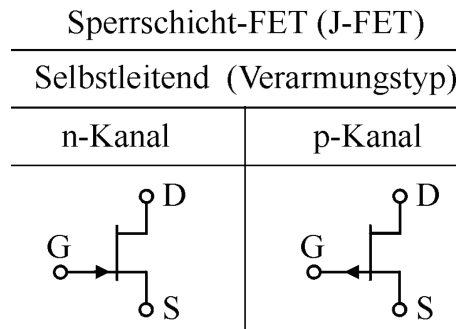 Sperrschicht-FET (J-FET)
Selbstleitend (Verarmungstyp)
n-Kanal p-Kanal
D D
G G
S S